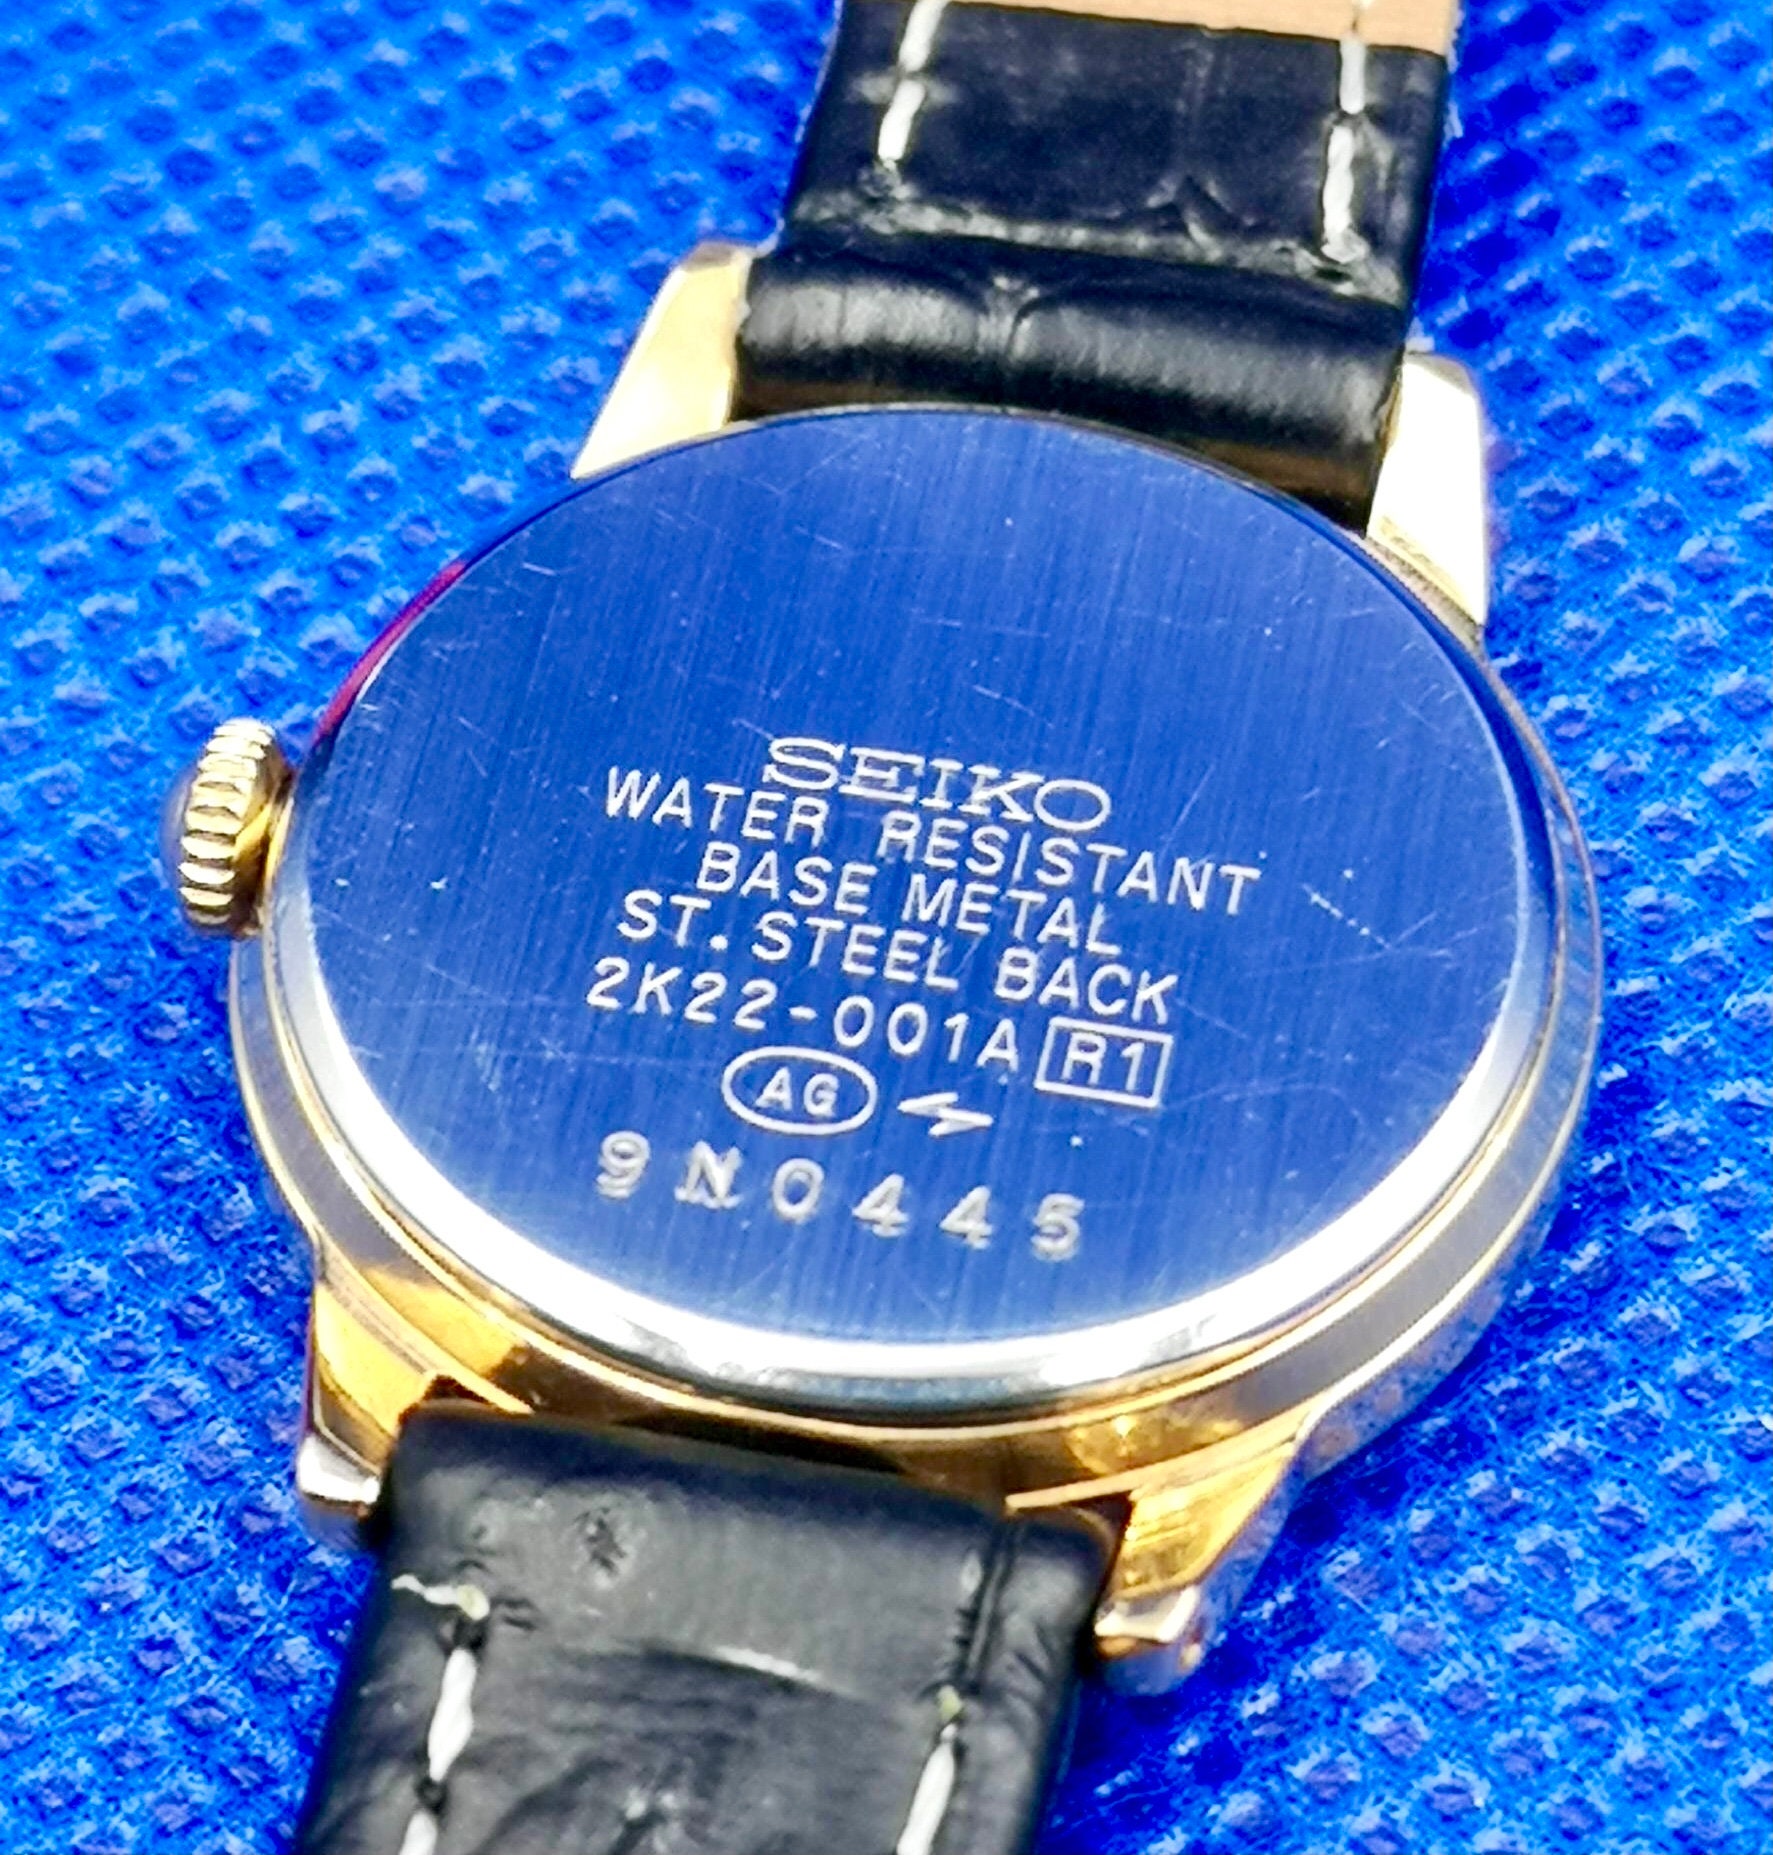 SEIKO
WATER RESISTANT
BASE METAL
ST. STEEL BACK
2K22-001A R1
AG
9N0445